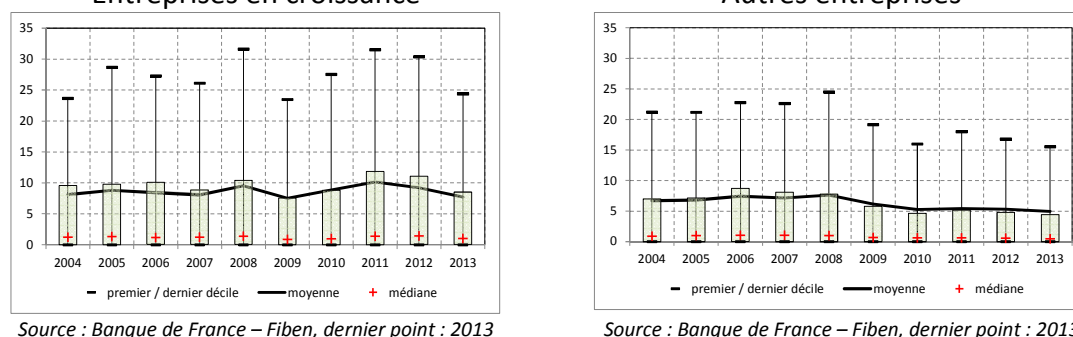 Entreprises en croissance
35
30
25
20
15
10
5
0
2004 2005 2006 2007 2008 2009 2010 2011 2012 2013
premier / dernier décile moyenne médiane
Source : Banque de France – Fiben, dernier point : 2013
Autres entreprises
35
30
25
20
15
10
5
0
2004 2005 2006 2007 2008 2009 2010 2011 2012 2013
premier / dernier décile moyenne médiane
Source : Banque de France – Fiben, dernier point : 2013